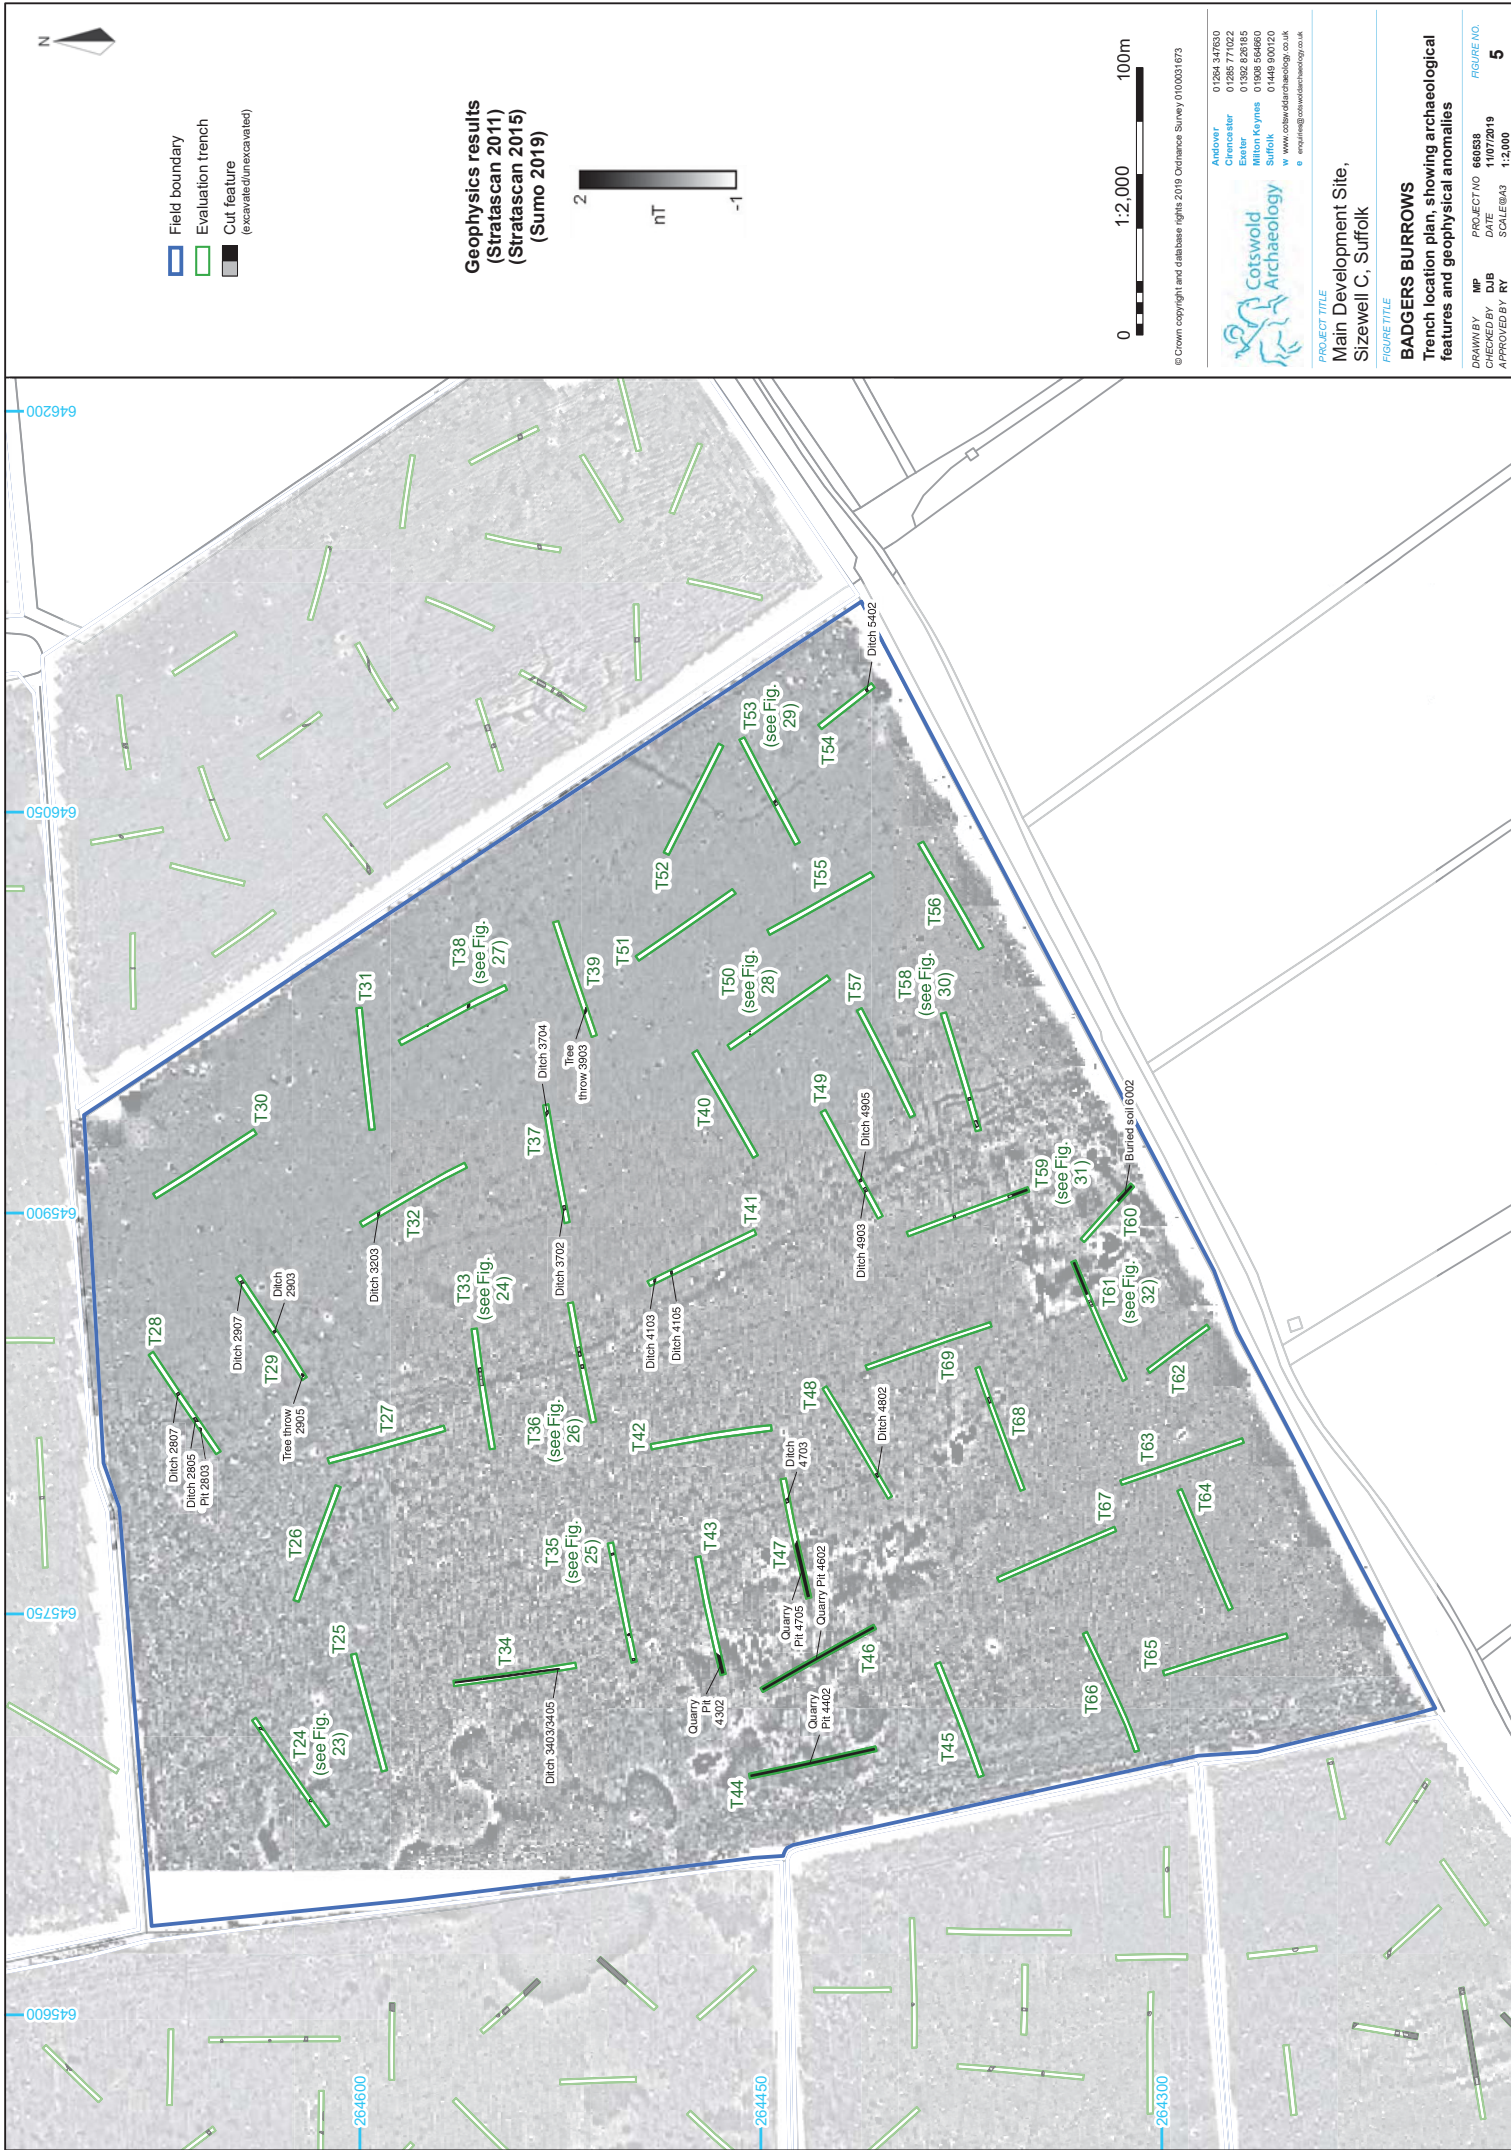 N
Field boundary
Evaluation trench
Cut feature
(excavated/unexcavated)
Geophysics results
(Stratascan 2011)
(Stratascan 2015)
(Sumo 2019)
2
nT
-1
0
1:2,000
100m
© Crown copyright and database rights 2019 Ordnance Survey 0100031673
Cotswold
Archaeology
Andover 01264 347630
Cirencester 01285 771022
Exeter 01392 826185
Milton Keynes 01908 564660
Suffolk 01449 900120
w www.cotswoldarchaeology.co.uk
e enquiries@cotswoldarchaeology.co.uk
PROJECT TITLE
Main Development Site,
Sizewell C, Suffolk
FIGURE TITLE
BADGERS BURROWS
Trench location plan, showing archaeological
features and geophysical anomalies
DRAWN BY MP
CHECKED BY DJB
APPROVED BY RY
PROJECT NO 660538
DATE 11/07/2019
SCALE@A3 1:2,000
FIGURE NO.
5
645600
645750
645900
646050
646200
264600
264450
264300
T24
(see Fig.
23)
T25
T26
T27
T28
Ditch 2807
Ditch 2805
Pit 2803
T29
Ditch 2907
Ditch
2903
Tree throw
2905
T30
T31
T32
Ditch 3203
T33
(see Fig.
24)
T34
Ditch 3403/3405
T35
(see Fig.
25)
T36
(see Fig.
26)
T37
Ditch 3702
Ditch 3704
T38
(see Fig.
27)
T39
Tree
throw 3903
T40
T41
Ditch 4103
Ditch 4105
T42
T43
Quarry
Pit
4302
T44
Quarry
Pit 4402
T45
T46
Quarry Pit 4602
T47
Ditch
4703
Quarry
Pit 4705
T48
Ditch 4802
T49
Ditch 4903
Ditch 4905
T50
(see Fig.
28)
T51
T52
T53
(see Fig.
29)
T54
Ditch 5402
T55
T56
T57
T58
(see Fig.
30)
T59
(see Fig.
31)
T60
Buried soil 6002
T61
(see Fig.
32)
T62
T63
T64
T65
T66
T67
T68
T69